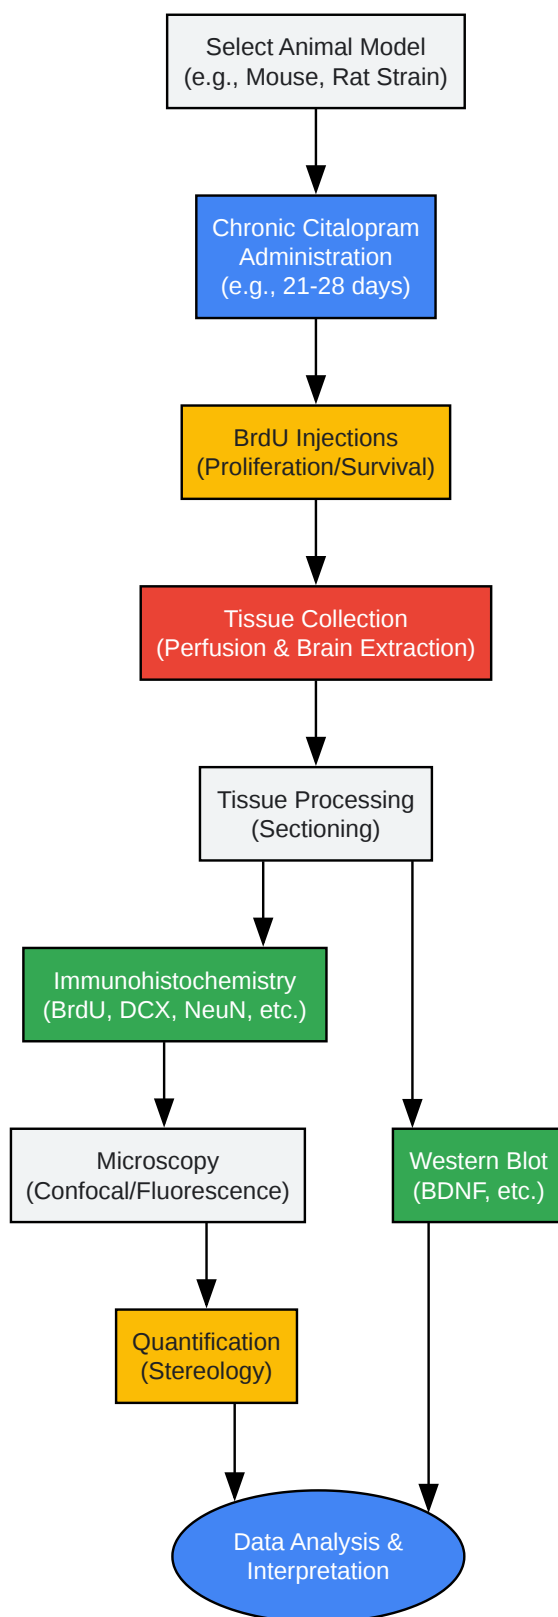 Select Animal Model
(e.g., Mouse, Rat Strain)
Chronic Citalopram
Administration
(e.g., 21-28 days)
BrdU Injections
(Proliferation/Survival)
Tissue Collection
(Perfusion & Brain Extraction)
Tissue Processing
(Sectioning)
Immunohistochemistry
(BrdU, DCX, NeuN, etc.)
Microscopy
(Confocal/Fluorescence)
Western Blot
(BDNF, etc.)
Quantification
(Stereology)
Data Analysis &
Interpretation